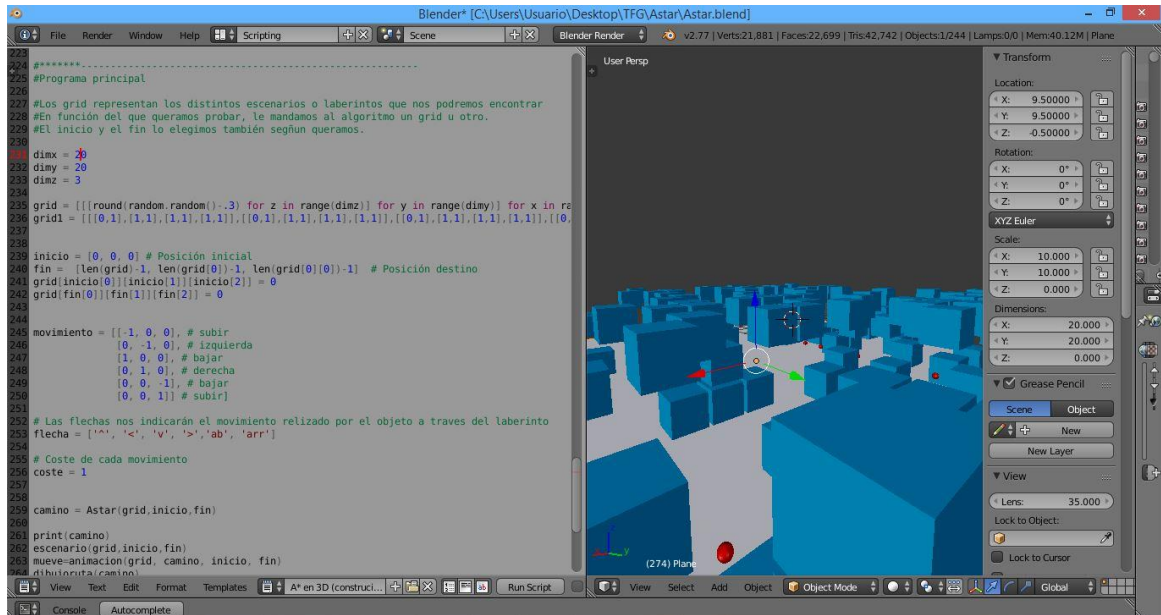 Blender* [C:\Users\Usuario\Desktop\TFG\Astar\Astar.blend]
File Render Window Help Scripting Scene Blender Render v2.77 | Verts:21,881 | Faces:22,699 | Tris:42,742 | Objects:1/244 | Lamps:0/0 | Mem:40.12M | Plane
223
224 #*******--------------------------------------------------------
225 #Programa principal
226
227 #Los grid representan los distintos escenarios o laberintos que nos podremos encontrar
228 #En función del que queramos probar, le mandamos al algoritmo un grid u otro.
229 #El inicio y el fin lo elegimos también segñun queramos.
230
231 dimx = 20
232 dimy = 20
233 dimz = 3
234
235 grid = [[[round(random.random()-.3) for z in range(dimz)] for y in range(dimy)] for x in ra
236 grid1 = [[[0,1],[1,1],[1,1],[1,1]],[[0,1],[1,1],[1,1],[1,1]],[[0,1],[1,1],[1,1],[1,1]],[[0,
237
238
239 inicio = [0, 0, 0] # Posición inicial
240 fin = [len(grid)-1, len(grid[0])-1, len(grid[0][0])-1] # Posición destino
241 grid[inicio[0]][inicio[1]][inicio[2]] = 0
242 grid[fin[0]][fin[1]][fin[2]] = 0
243
244
245 movimiento = [[-1, 0, 0], # subir
246 [0, -1, 0], # izquierda
247 [1, 0, 0], # bajar
248 [0, 1, 0], # derecha
249 [0, 0, -1], # bajar
250 [0, 0, 1]] # subir]
251
252 # Las flechas nos indicarán el movimiento relizado por el objeto a traves del laberinto
253 flecha = ['^', '<', 'v', '>','ab', 'arr']
254
255 # Coste de cada movimiento
256 coste = 1
257
258
259 camino = Astar(grid,inicio,fin)
260
261 print(camino)
262 escenario(grid,inicio,fin)
263 mueve=animacion(grid, camino, inicio, fin)
264 dibujoruta(camino)
View Text Edit Format Templates A* en 3D (construci... Run Script
Console Autocomplete
User Persp
x y
(274) Plane
View Select Add Object Object Mode Global
Transform
Location:
X: 9.50000
Y: 9.50000
Z: -0.50000
Rotation:
X: 0°
Y: 0°
Z: 0°
XYZ Euler
Scale:
X: 10.000
Y: 10.000
Z: 0.000
Dimensions:
X: 20.000
Y: 20.000
Z: 0.000
Grease Pencil
Scene Object
New
New Layer
View
Lens: 35.000
Lock to Object:
Lock to Cursor